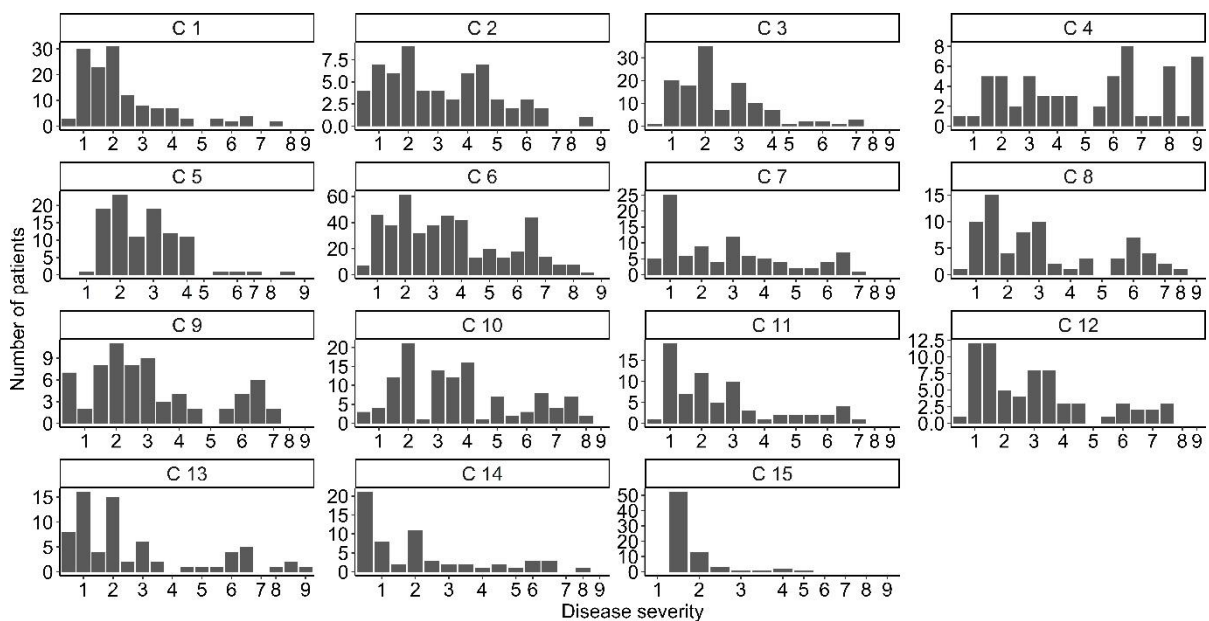 C 1
C 2
C 3
C 4
30
20
10
0
7.5
5.0
2.5
0.0
30
20
10
0
8
6
4
2
0
1 2 3 4 5 6 7 8 9
1 2 3 4 5 6 7 8 9
1 2 3 4 5 6 7 8 9
1 2 3 4 5 6 7 8 9
C 5
C 6
C 7
C 8
20
15
10
5
0
60
40
20
0
25
20
15
10
5
0
15
10
5
0
1 2 3 4 5 6 7 8 9
1 2 3 4 5 6 7 8 9
1 2 3 4 5 6 7 8 9
1 2 3 4 5 6 7 8 9
Number of patients
C 9
C 10
C 11
C 12
9
6
3
0
20
15
10
5
0
15
10
5
0
12.5
10.0
7.5
5.0
2.5
0.0
1 2 3 4 5 6 7 8 9
1 2 3 4 5 6 7 8 9
1 2 3 4 5 6 7 8 9
1 2 3 4 5 6 7 8 9
C 13
C 14
C 15
15
10
5
0
20
15
10
5
0
50
40
30
20
10
0
1 2 3 4 5 6 7 8 9
1 2 3 4 5 6 7 8 9
1 2 3 4 5 6 7 8 9
Disease severity